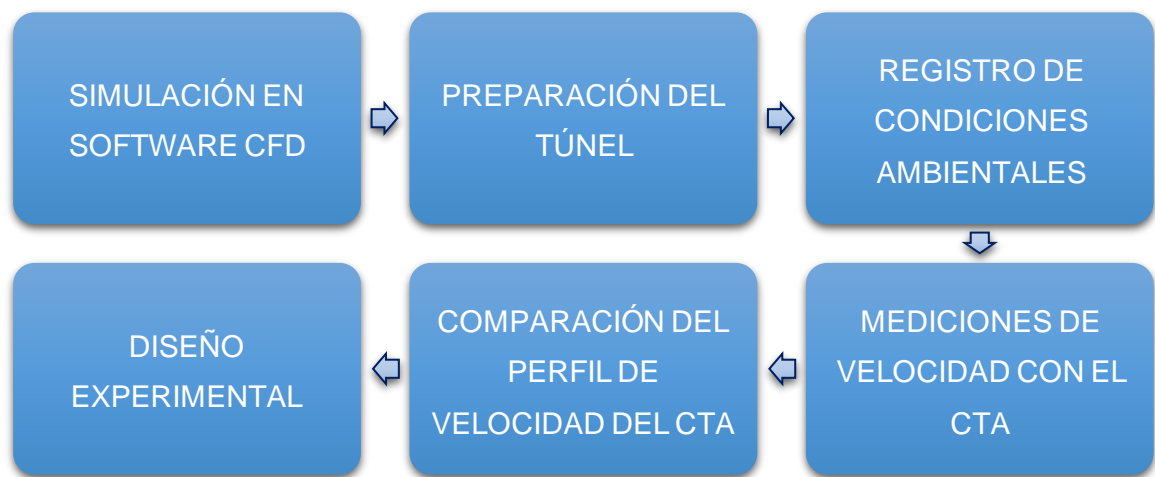 SIMULACIÓN EN
SOFTWARE CFD
PREPARACIÓN DEL
TÚNEL
REGISTRO DE
CONDICIONES
AMBIENTALES
MEDICIONES DE
VELOCIDAD CON EL
CTA
COMPARACIÓN DEL
PERFIL DE
VELOCIDAD DEL CTA
DISEÑO
EXPERIMENTAL